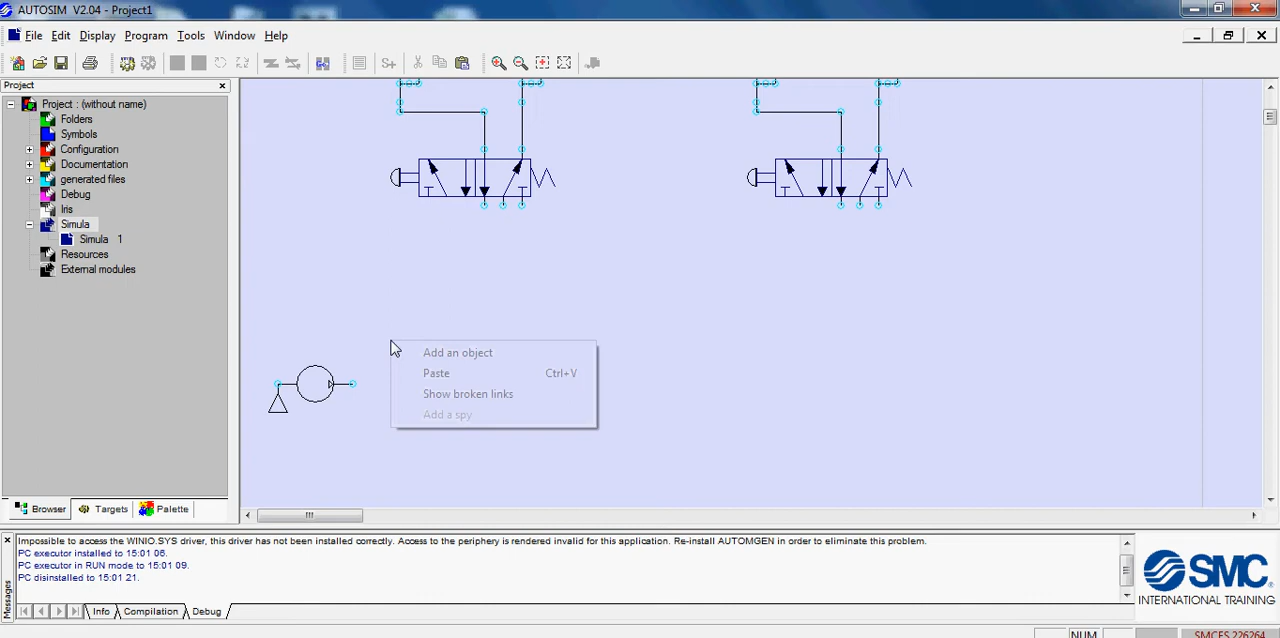 AUTOSIM V2.04 - Project1
File Edit Display Program Tools Window Help
Project
Project : (without name)
Folders
Symbols
Configuration
Documentation
generated files
Debug
Iris
Simula
Simula 1
Resources
External modules
Add an object
Paste Ctrl+V
Show broken links
Add a spy
Browser Targets Palette
Messages
Impossible to access the WINIO.SYS driver, this driver has not been installed correctly. Access to the periphery is rendered invalid for this application. Re-install AUTOMGEN in order to eliminate this problem.
PC executor installed to 15:01 06.
PC executor in RUN mode to 15:01 09.
PC disinstalled to 15:01 21.
Info Compilation Debug
SMC
INTERNATIONAL TRAINING
NUM SMCES 226264